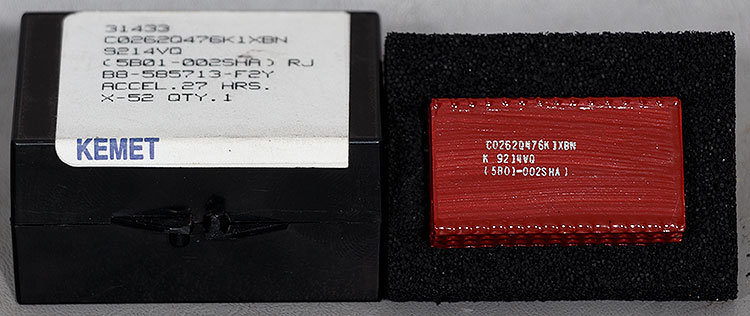 31433
C0262Q476K1XBN
9214VQ
(5B01-002SHA) RJ
B8-585713-F2Y
ACCEL.27 HRS.
X-52 QTY.1
KEMET
C0262Q476K1XBN
K 9214VQ
(5B01-002SHA)